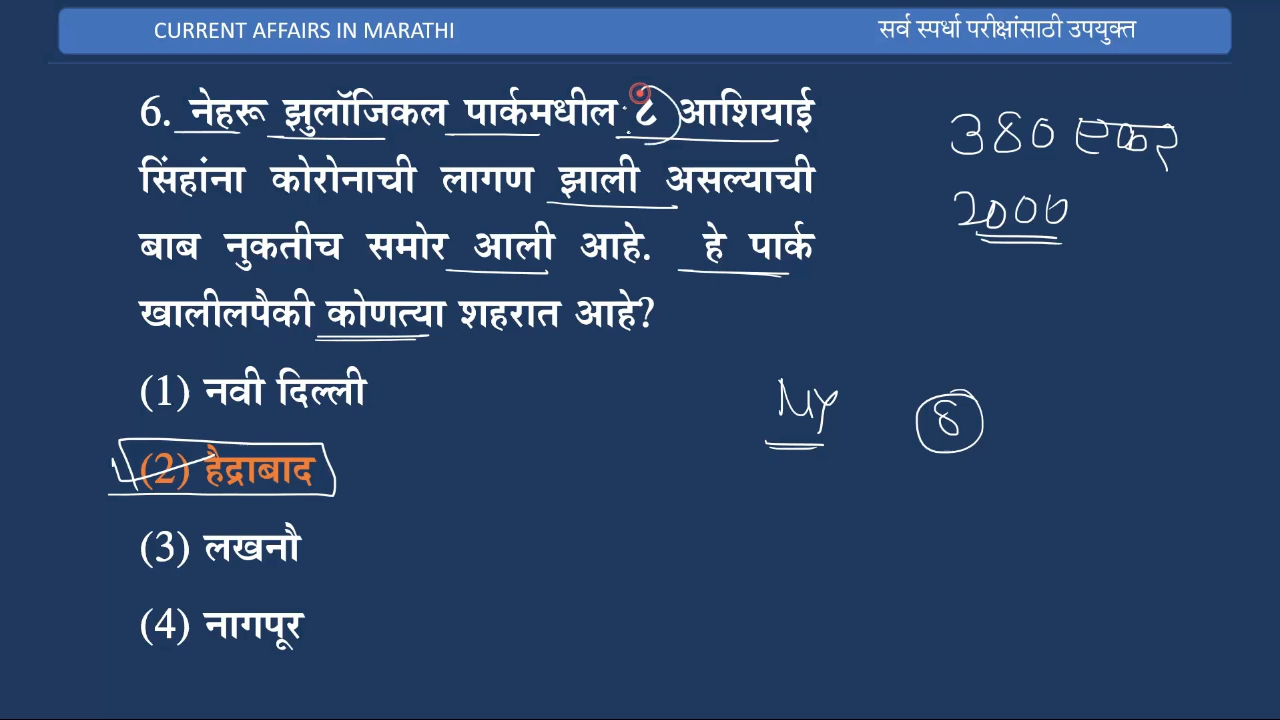 CURRENT AFFAIRS IN MARATHI
सर्व स्पर्धा परीक्षांसाठी उपयुक्त
6. नेहरू झुलॉजिकल पार्कमधील ८ आशियाई
सिंहांना कोरोनाची लागण झाली असल्याची
बाब नुकतीच समोर आली आहे. हे पार्क
खालीलपैकी कोणत्या शहरात आहे?
(1) नवी दिल्ली
(2) हैद्राबाद
(3) लखनौ
(4) नागपूर
380 एकर
2000
NY
8